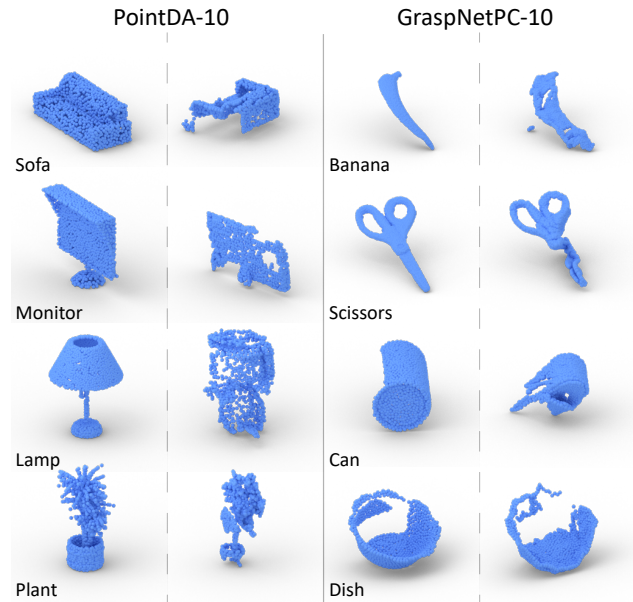 PointDA-10
GraspNetPC-10
Sofa
Banana
Monitor
Scissors
Lamp
Can
Plant
Dish